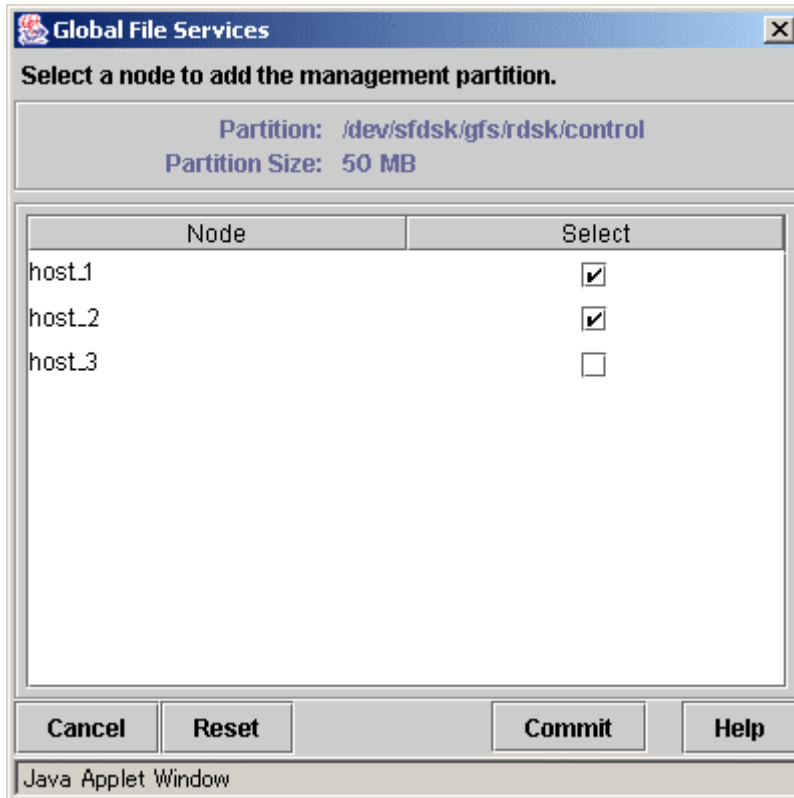 Global File Services
Select a node to add the management partition.
Partition: /dev/sfdsk/gfs/rdsk/control
Partition Size: 50 MB
Node Select
host_1
host_2
host_3
Cancel Reset Commit Help
Java Applet Window